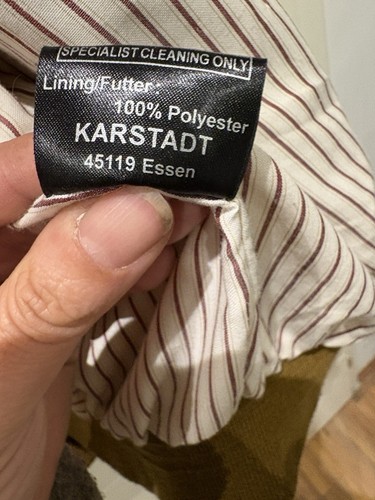 SPECIALIST CLEANING ONLY
Lining/Futter:
100% Polyester
KARSTADT
45119 Essen